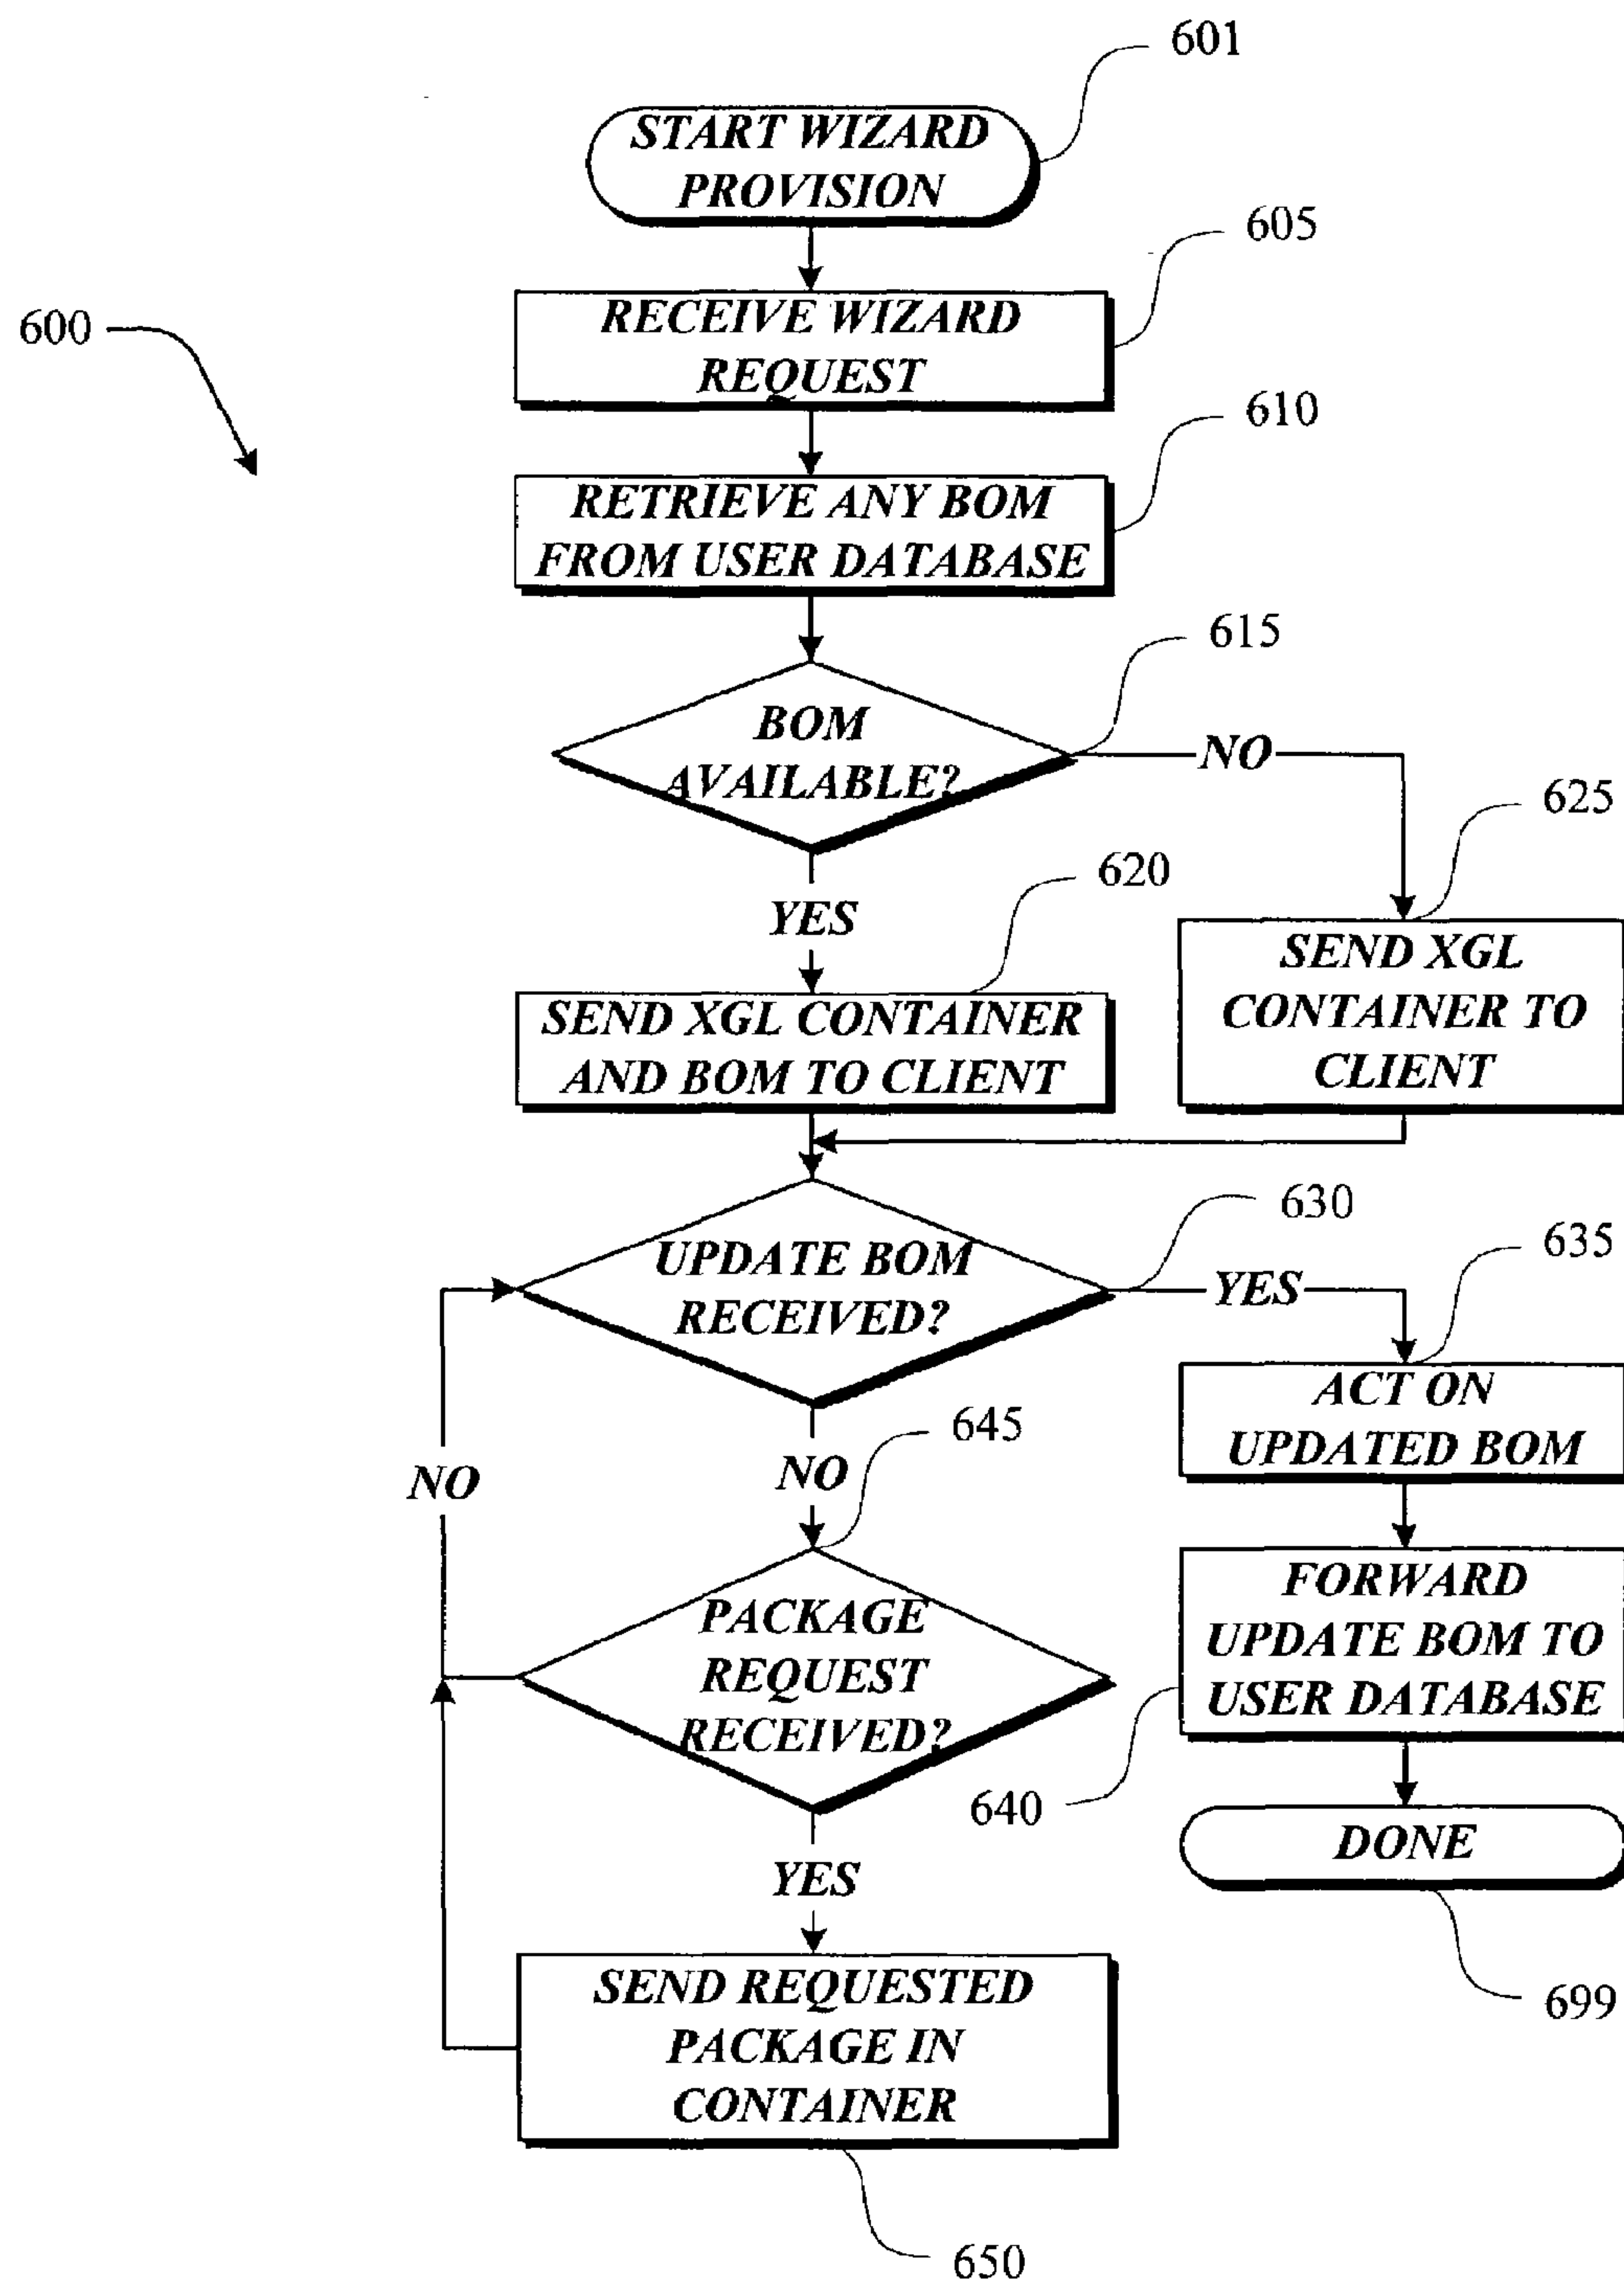 601
START WIZARD
PROVISION
605
RECEIVE WIZARD
REQUEST
600
610
RETRIEVE ANY BOM
FROM USER DATABASE
615
BOM
AVAILABLE?
NO
625
620
YES
SEND XGL
CONTAINER TO
CLIENT
SEND XGL CONTAINER
AND BOM TO CLIENT
630
635
UPDATE BOM
RECEIVED?
YES
ACT ON
UPDATED BOM
645
NO
NO
FORWARD
UPDATE BOM TO
USER DATABASE
PACKAGE
REQUEST
RECEIVED?
640
DONE
YES
699
SEND REQUESTED
PACKAGE IN
CONTAINER
650